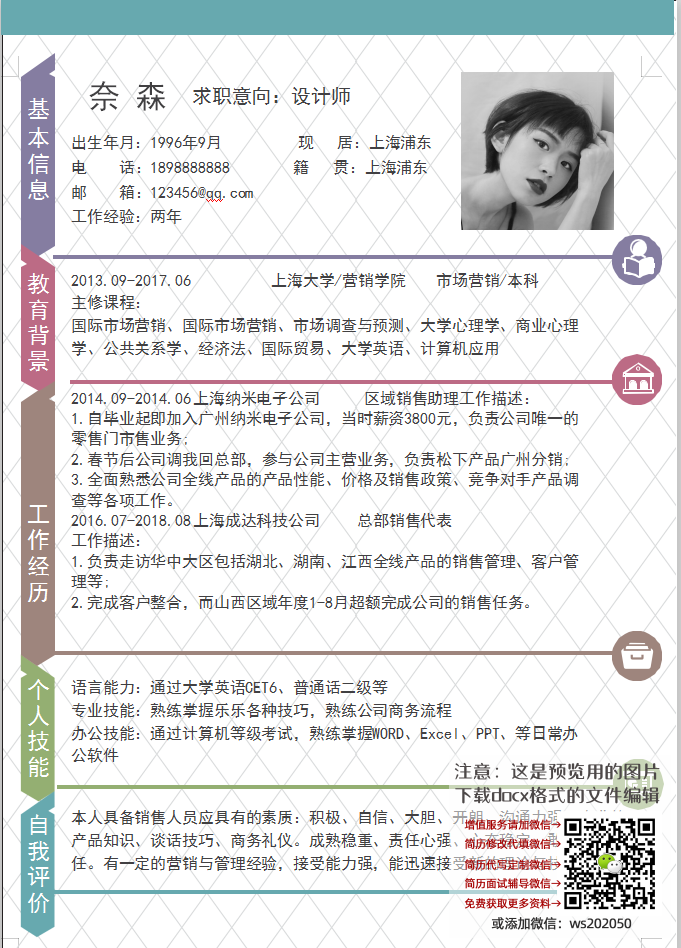 基本信息
奈 森 求职意向：设计师
出生年月：1996年9月 现 居：上海浦东
电 话：1898888888 籍 贯：上海浦东
邮 箱：123456@qq.com
工作经验：两年
教育背景
2013.09-2017.06 上海大学/营销学院 市场营销/本科
主修课程：
国际市场营销、国际市场营销、市场调查与预测、大学心理学、商业心理
学、公共关系学、经济法、国际贸易、大学英语、计算机应用
工作经历
2014.09-2014.06上海纳米电子公司 区域销售助理工作描述：
1.自毕业起即加入广州纳米电子公司，当时薪资3800元，负责公司唯一的
零售门市售业务；
2.春节后公司调我回总部，参与公司主营业务，负责松下产品广州分销；
3.全面熟悉公司全线产品的产品性能、价格及销售政策、竞争对手产品调
查等各项工作。
2016.07-2018.08上海成达科技公司 总部销售代表
工作描述：
1.负责走访华中大区包括湖北、湖南、江西全线产品的销售管理、客户管
理等；
2.完成客户整合，而山西区域年度1-8月超额完成公司的销售任务。
个人技能
语言能力：通过大学英语CET6、普通话二级等
专业技能：熟练掌握乐乐各种技巧，熟练公司商务流程
办公技能：通过计算机等级考试，熟练掌握WORD、Excel、PPT、等日常办
公软件
自我评价
本人具备销售人员应具有的素质：积极、自信、大胆、开朗、沟通力强
产品知识、谈话技巧、商务礼仪。成熟稳重、责任心强、
任。有一定的营销与管理经验，接受能力强，能迅速接受
注意：这是预览用的图片
下载docx格式的文件编辑
增值服务请加微信→
简历修改代填微信→
简历代写定制微信→
简历面试辅导微信→
免费获取更多资料→
或添加微信：ws202050